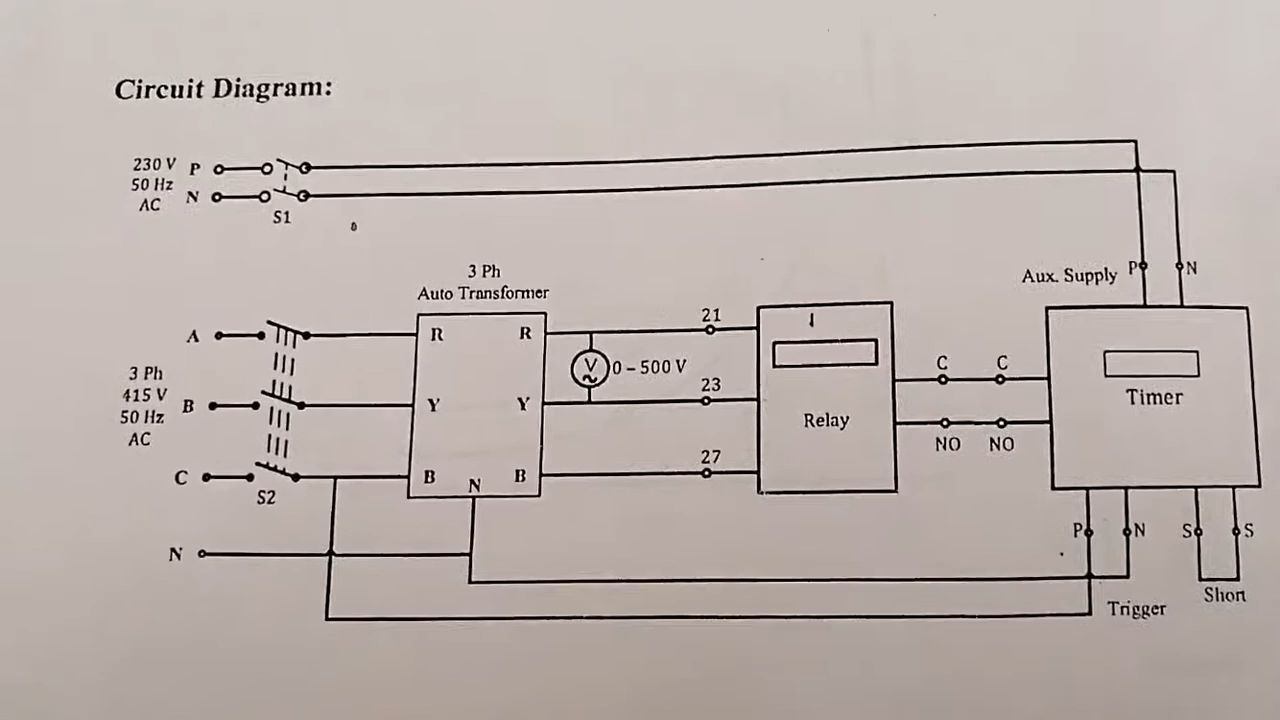 Circuit Diagram:
230 V P
50 Hz
AC N
S1
3 Ph
Auto Transformer
Aux. Supply P N
A R R 21
V 0 – 500 V
3 Ph
415 V
50 Hz
AC
B Y Y 23
Relay
C C
NO NO
Timer
C B N B 27
S2
N
P N S S
Trigger
Short